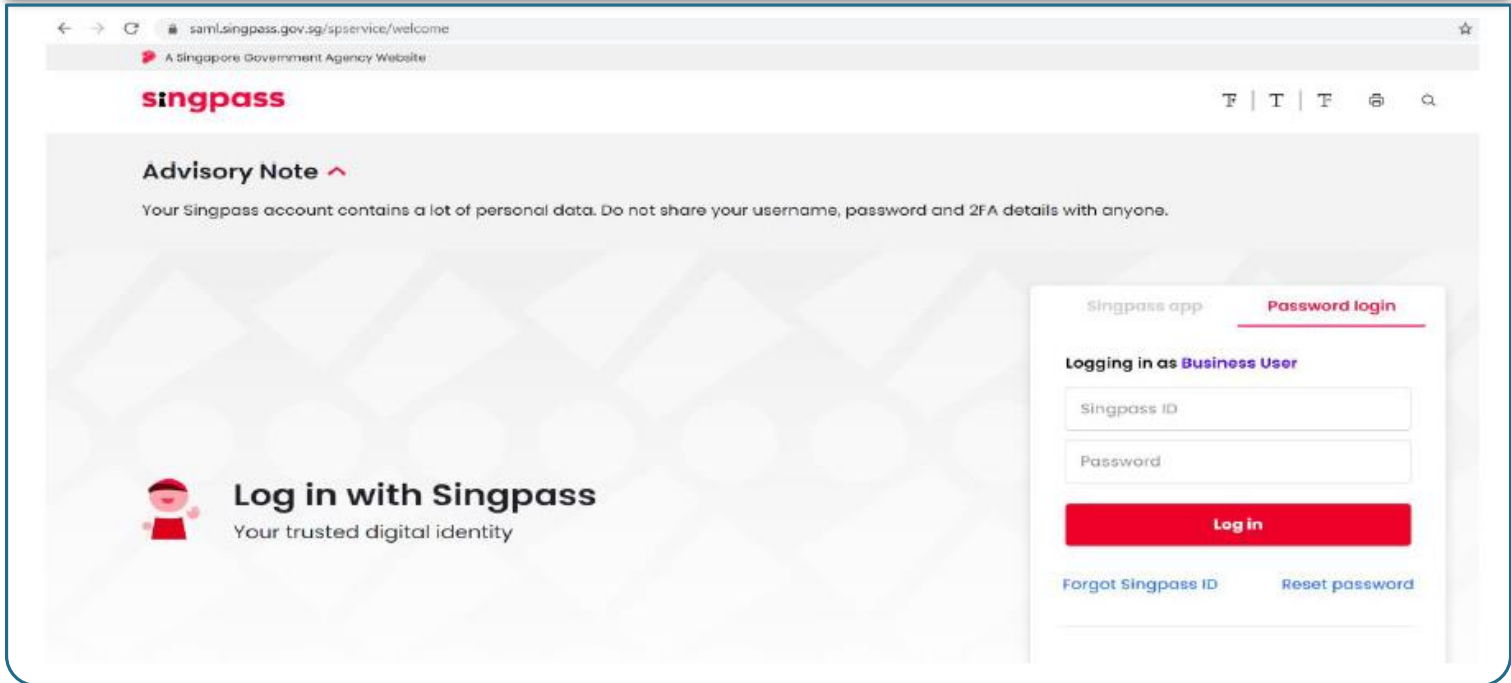 saml.singpass.gov.sg/spservice/welcome
A Singapore Government Agency Website
singpass
T | T | T
Advisory Note
Your Singpass account contains a lot of personal data. Do not share your username, password and 2FA details with anyone.
Singpass app Password login
Logging in as Business User
Singpass ID
Password
Log in with Singpass
Your trusted digital identity
Log in
Forgot Singpass ID Reset password